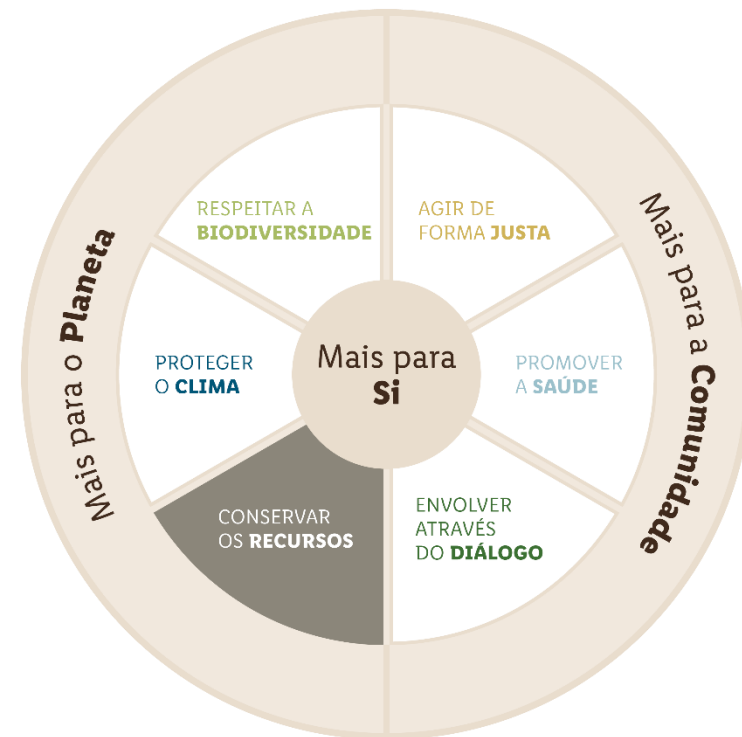 RESPEITAR A
BIODIVERSIDADE
AGIR DE
FORMA JUSTA
Mais para o Planeta
Mais para a Comunidade
PROTEGER
O CLIMA
Mais para
Si
PROMOVER
A SAÚDE
CONSERVAR
OS RECURSOS
ENVOLVER
ATRAVÉS
DO DIÁLOGO